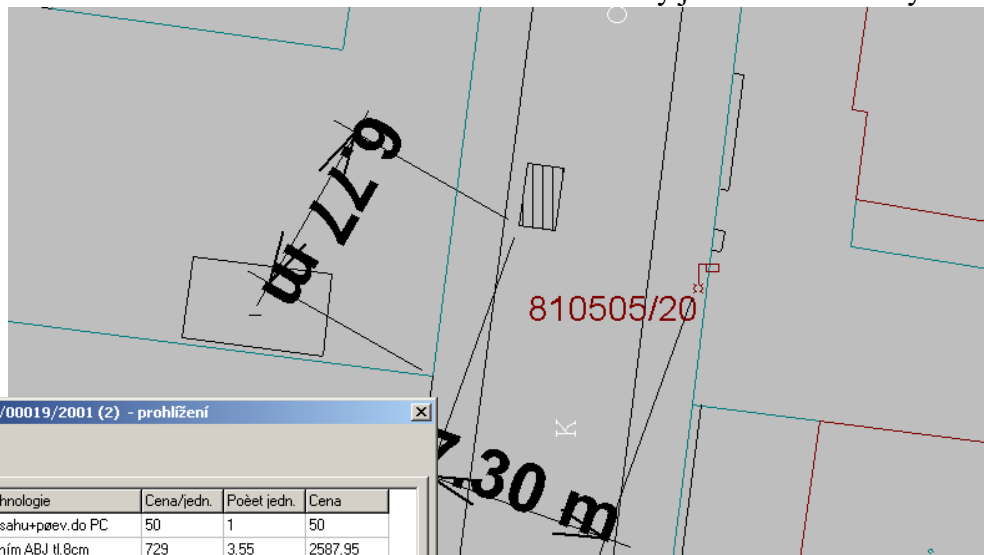 6.77 m
810505/20
K
7.30 m
/00019/2001 (2) - prohlížení
hnologie Cena/jedn. Poèet jedn. Cena
sahu+pøev.do PC 50 1 50
ním ABJ tl.8cm 729 3.55 2587.95